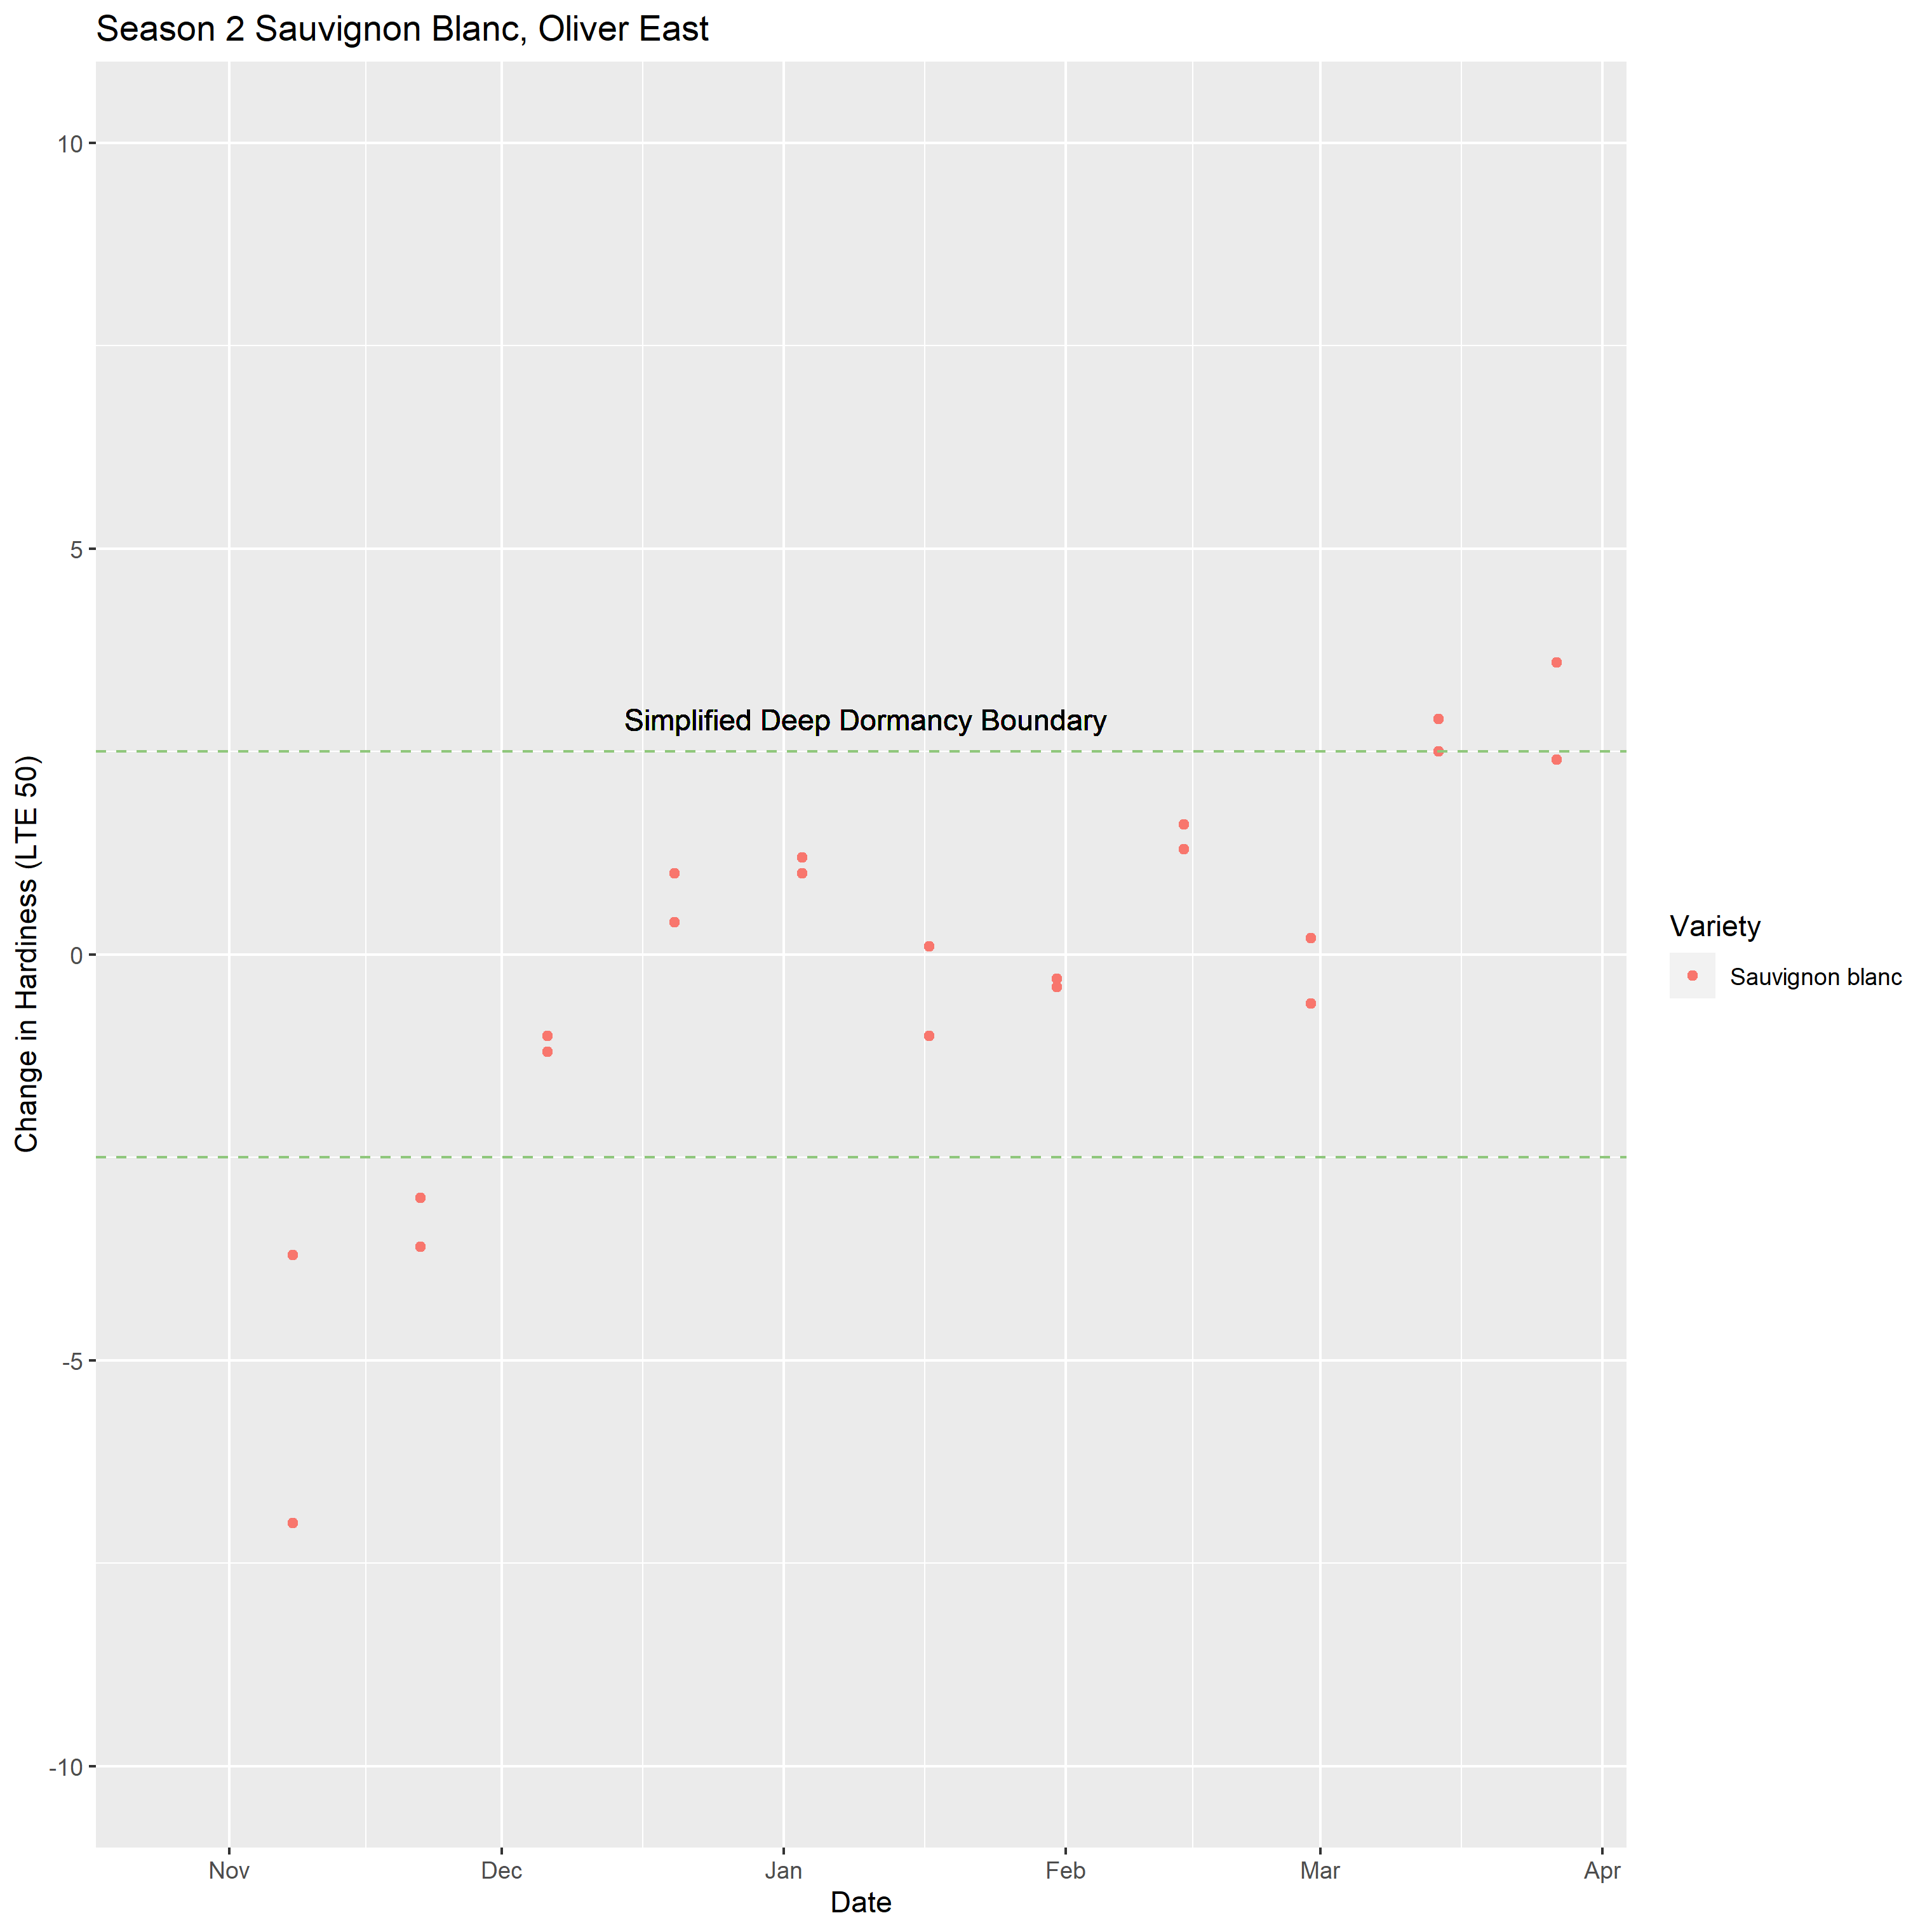 Season 2 Sauvignon Blanc, Oliver East
10
5
0
-5
-10
Change in Hardiness (LTE 50)
Simplified Deep Dormancy Boundary
Nov Dec Jan Feb Mar Apr
Date
Variety
Sauvignon blanc